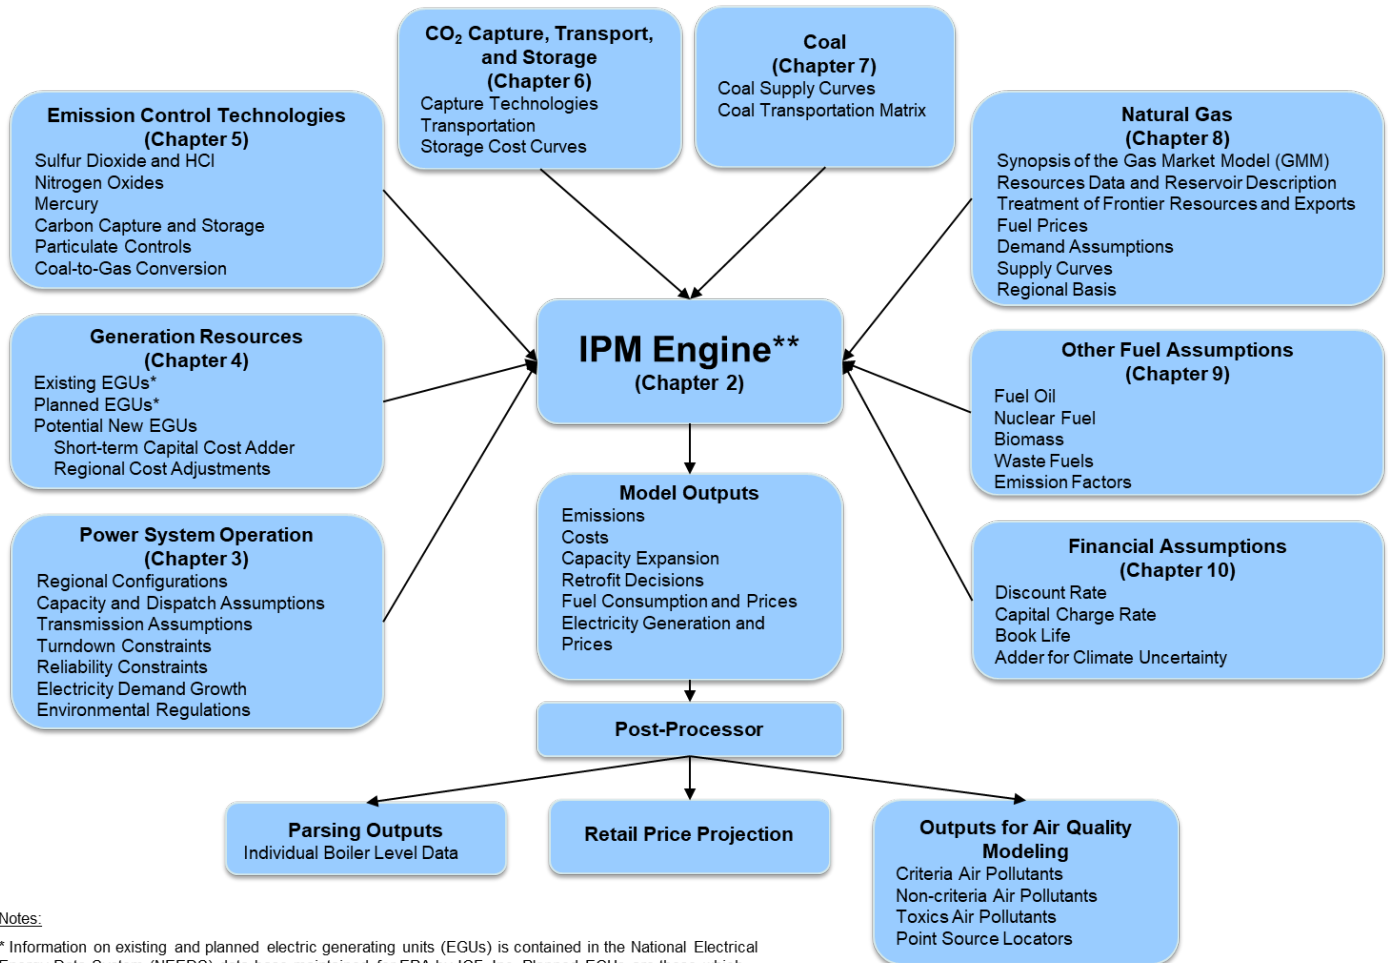 CO2 Capture, Transport,
and Storage
(Chapter 6)
Capture Technologies
Transportation
Storage Cost Curves
Coal
(Chapter 7)
Coal Supply Curves
Coal Transportation Matrix
Emission Control Technologies
(Chapter 5)
Sulfur Dioxide and HCl
Nitrogen Oxides
Mercury
Carbon Capture and Storage
Particulate Controls
Coal-to-Gas Conversion
Natural Gas
(Chapter 8)
Synopsis of the Gas Market Model (GMM)
Resources Data and Reservoir Description
Treatment of Frontier Resources and Exports
Fuel Prices
Demand Assumptions
Supply Curves
Regional Basis
Generation Resources
(Chapter 4)
Existing EGUs*
Planned EGUs*
Potential New EGUs
Short-term Capital Cost Adder
Regional Cost Adjustments
IPM Engine**
(Chapter 2)
Other Fuel Assumptions
(Chapter 9)
Fuel Oil
Nuclear Fuel
Biomass
Waste Fuels
Emission Factors
Power System Operation
(Chapter 3)
Regional Configurations
Capacity and Dispatch Assumptions
Transmission Assumptions
Turndown Constraints
Reliability Constraints
Electricity Demand Growth
Environmental Regulations
Model Outputs
Emissions
Costs
Capacity Expansion
Retrofit Decisions
Fuel Consumption and Prices
Electricity Generation and
Prices
Financial Assumptions
(Chapter 10)
Discount Rate
Capital Charge Rate
Book Life
Adder for Climate Uncertainty
Post-Processor
Parsing Outputs
Individual Boiler Level Data
Retail Price Projection
Outputs for Air Quality
Modeling
Criteria Air Pollutants
Non-criteria Air Pollutants
Toxics Air Pollutants
Point Source Locators
Notes:
* Information on existing and planned electric generating units (EGUs) is contained in the National Electrical